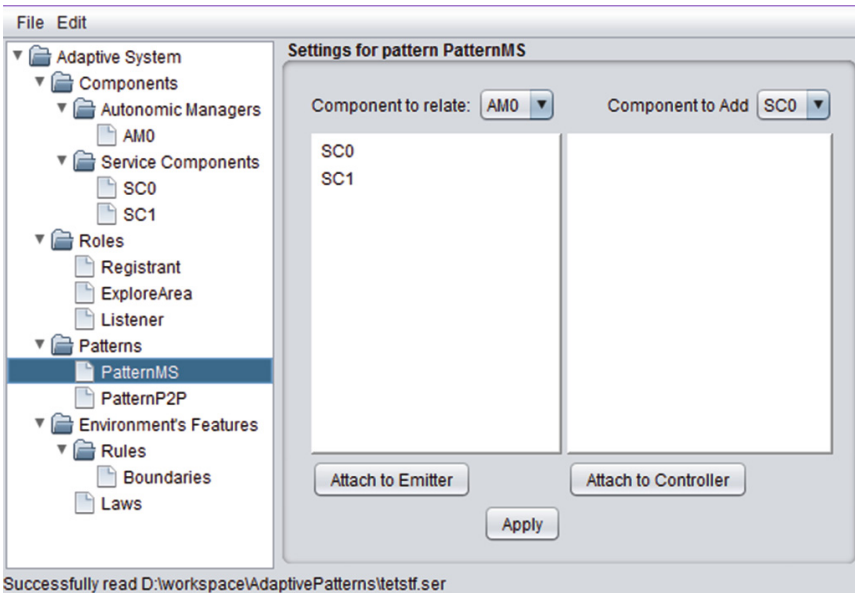 File Edit
Adaptive System
Components
Autonomic Managers
AM0
Service Components
SC0
SC1
Roles
Registrant
ExploreArea
Listener
Patterns
PatternMS
PatternP2P
Environment's Features
Rules
Boundaries
Laws
Settings for pattern PatternMS
Component to relate: AM0 Component to Add SC0
SC0
SC1
Attach to Emitter Attach to Controller
Apply
Successfully read D:\workspace\AdaptivePatterns\tetstf.ser